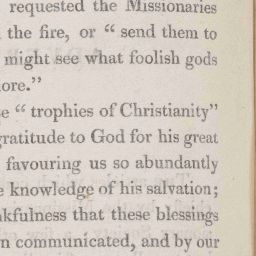 requested the Missionaries
the fire, or “ send them to
might see what foolish gods
ore.”
e “ trophies of Christianity”
gratitude to God for his great
favouring us so abundantly
e knowledge of his salvation;
kfulness that these blessings
n communicated, and by our